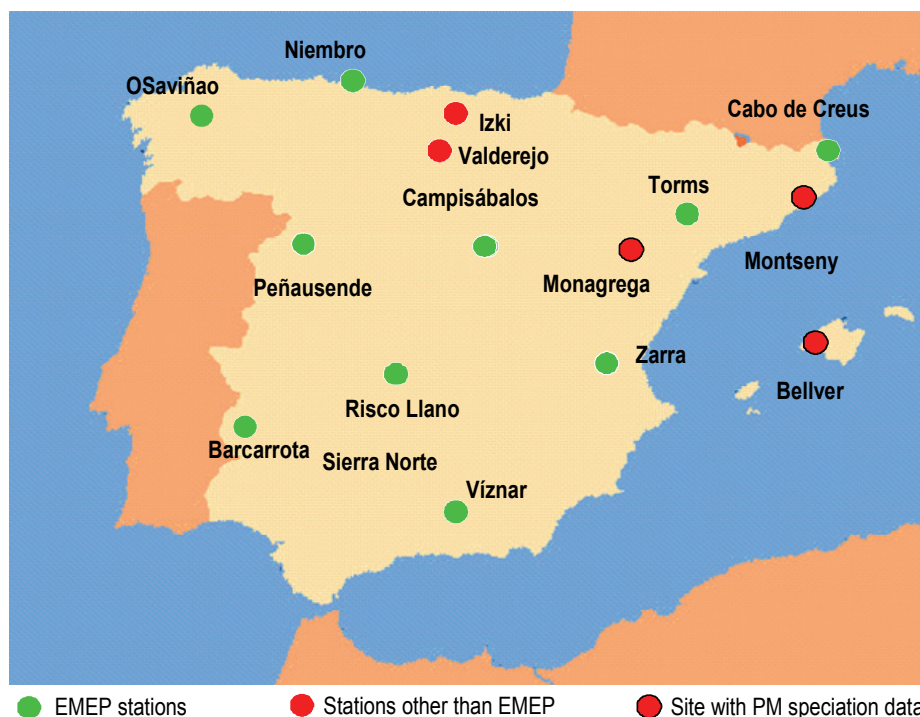 Niembro
OSaviñao
Cabo de Creus
Izki
Valderejo
Torms
Campisábalos
Montseny
Monagrega
Peñausende
Zarra
Bellver
Risco Llano
Barcarrota
Sierra Norte
Víznar
EMEP stations
Stations other than EMEP
Site with PM speciation data